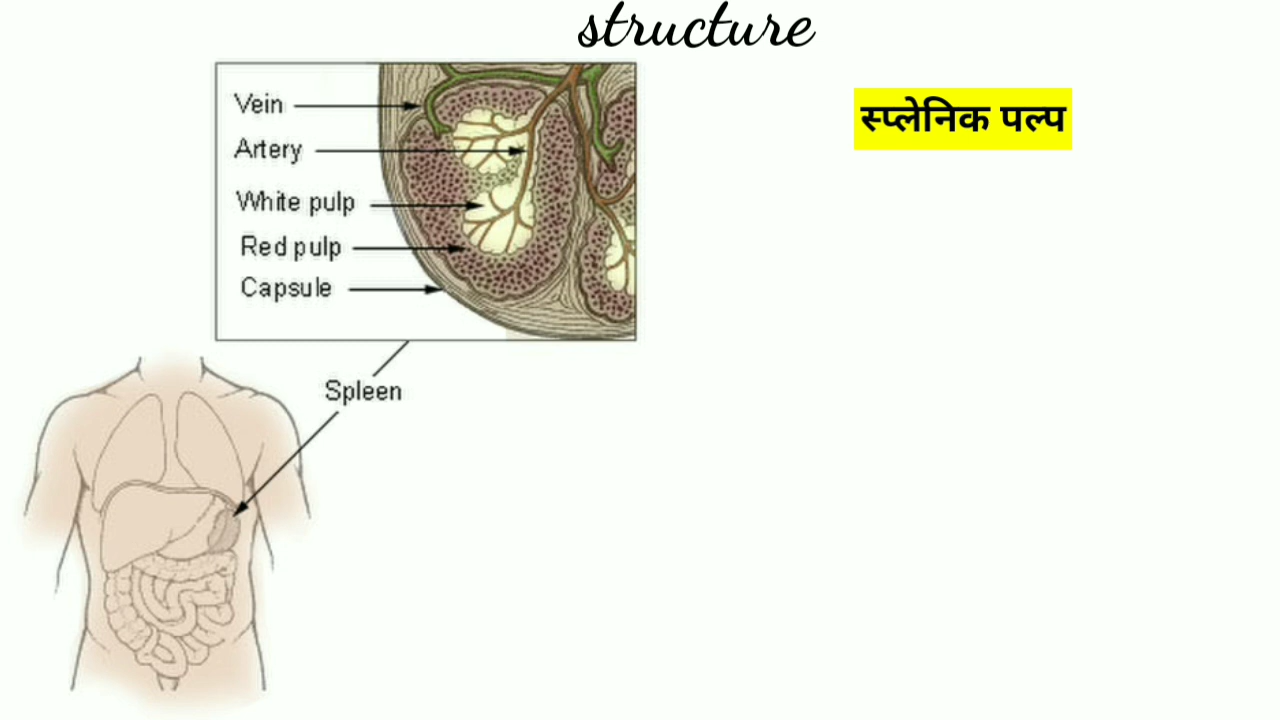 structure
Vein
Artery
White pulp
Red pulp
Capsule
Spleen
स्प्लेनिक पल्प